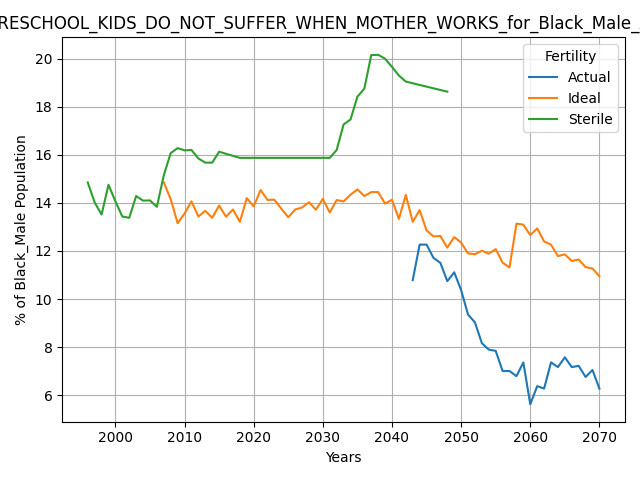 RESCHOOL_KIDS_DO_NOT_SUFFER_WHEN_MOTHER_WORKS_for_Black_Male_
Fertility
Actual
Ideal
Sterile
% of Black_Male Population
20
18
16
14
12
10
8
6
2000 2010 2020 2030 2040 2050 2060 2070
Years